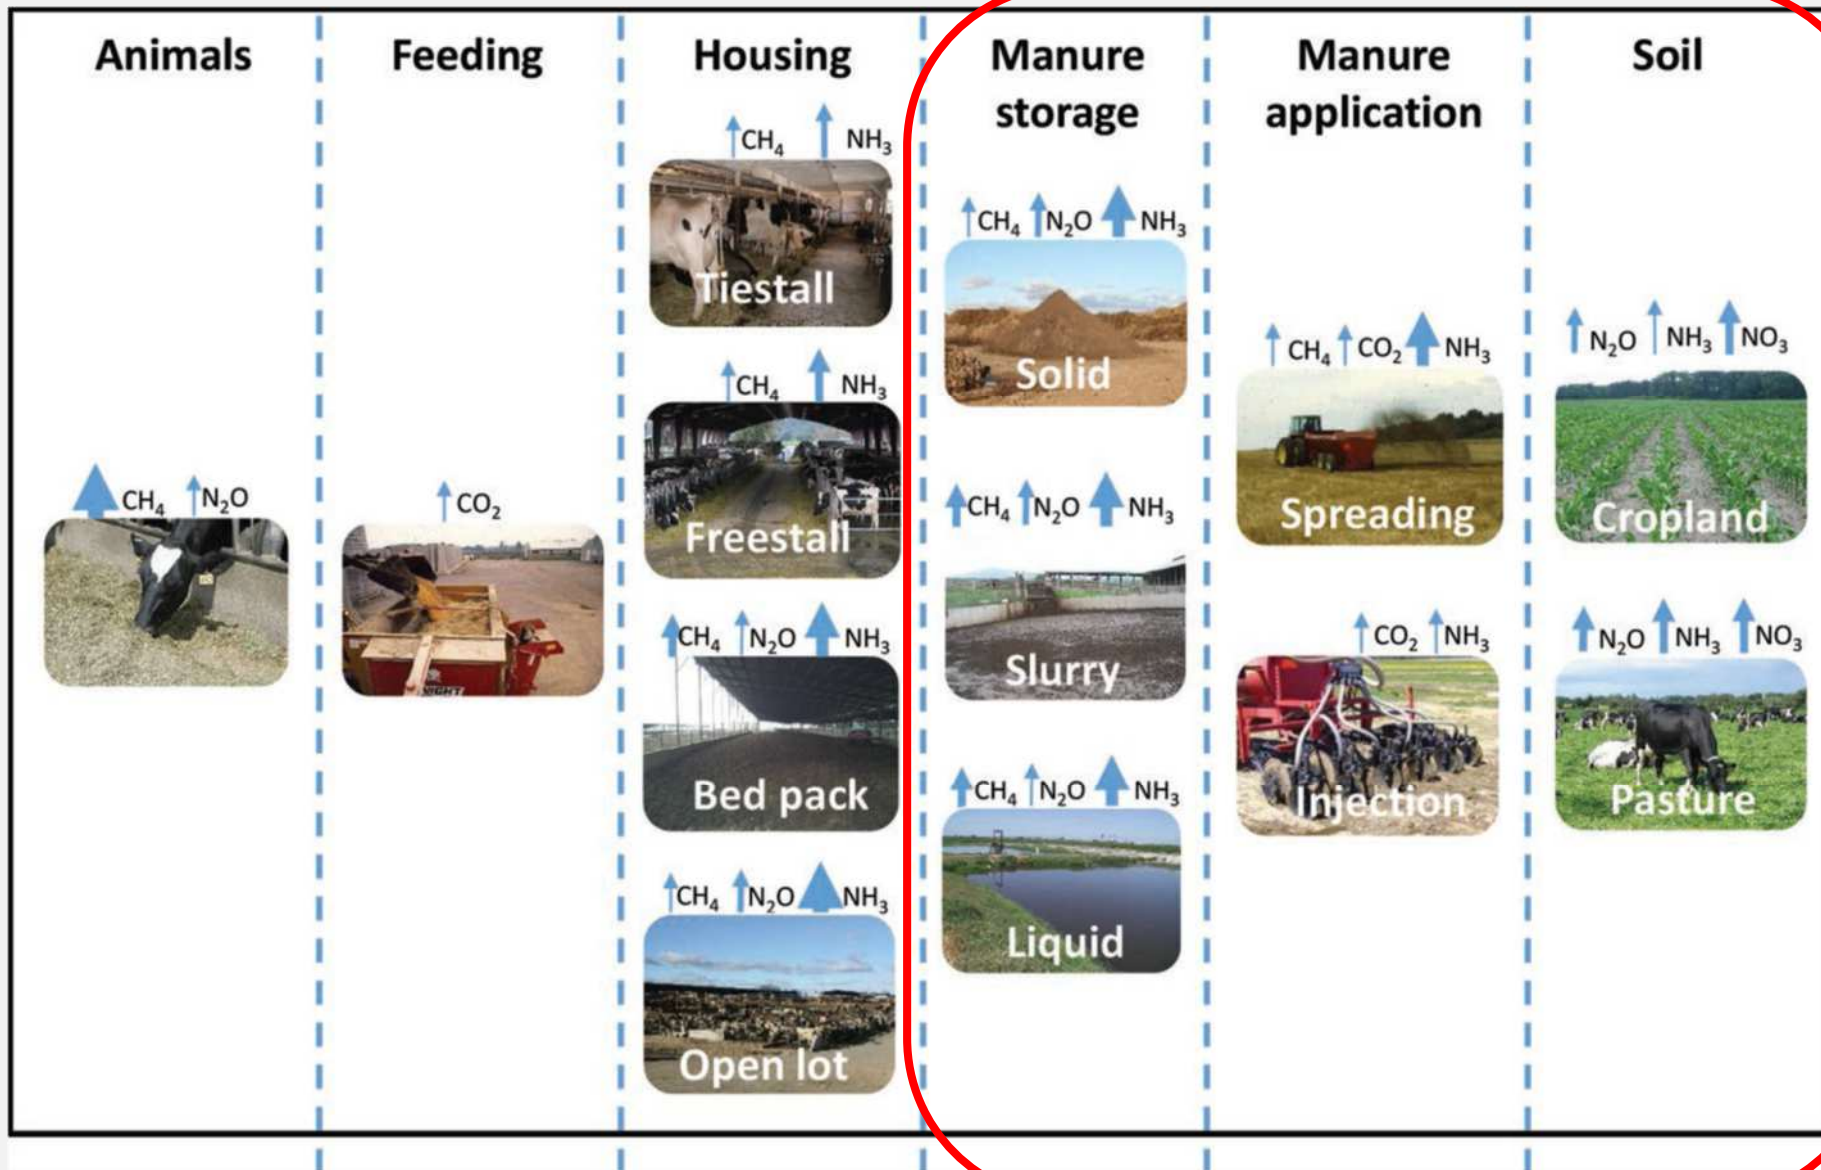 Animals
CH₄ N₂O
Feeding
CO₂
Housing
CH₄ NH₃
Tiestall
CH₄ NH₃
Freestall
CH₄ N₂O NH₃
Bed pack
CH₄ N₂O NH₃
Open lot
Manure
storage
CH₄ N₂O NH₃
Solid
CH₄ N₂O NH₃
Slurry
CH₄ N₂O NH₃
Liquid
Manure
application
CH₄ CO₂ NH₃
Spreading
CO₂ NH₃
Injection
Soil
N₂O NH₃ NO₃
Cropland
N₂O NH₃ NO₃
Pasture